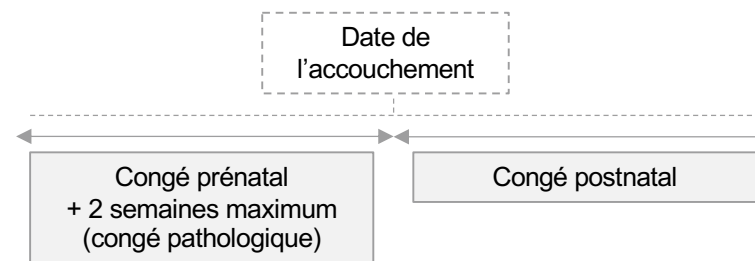 Date de
l’accouchement
Congé prénatal
+ 2 semaines maximum
(congé pathologique)
Congé postnatal